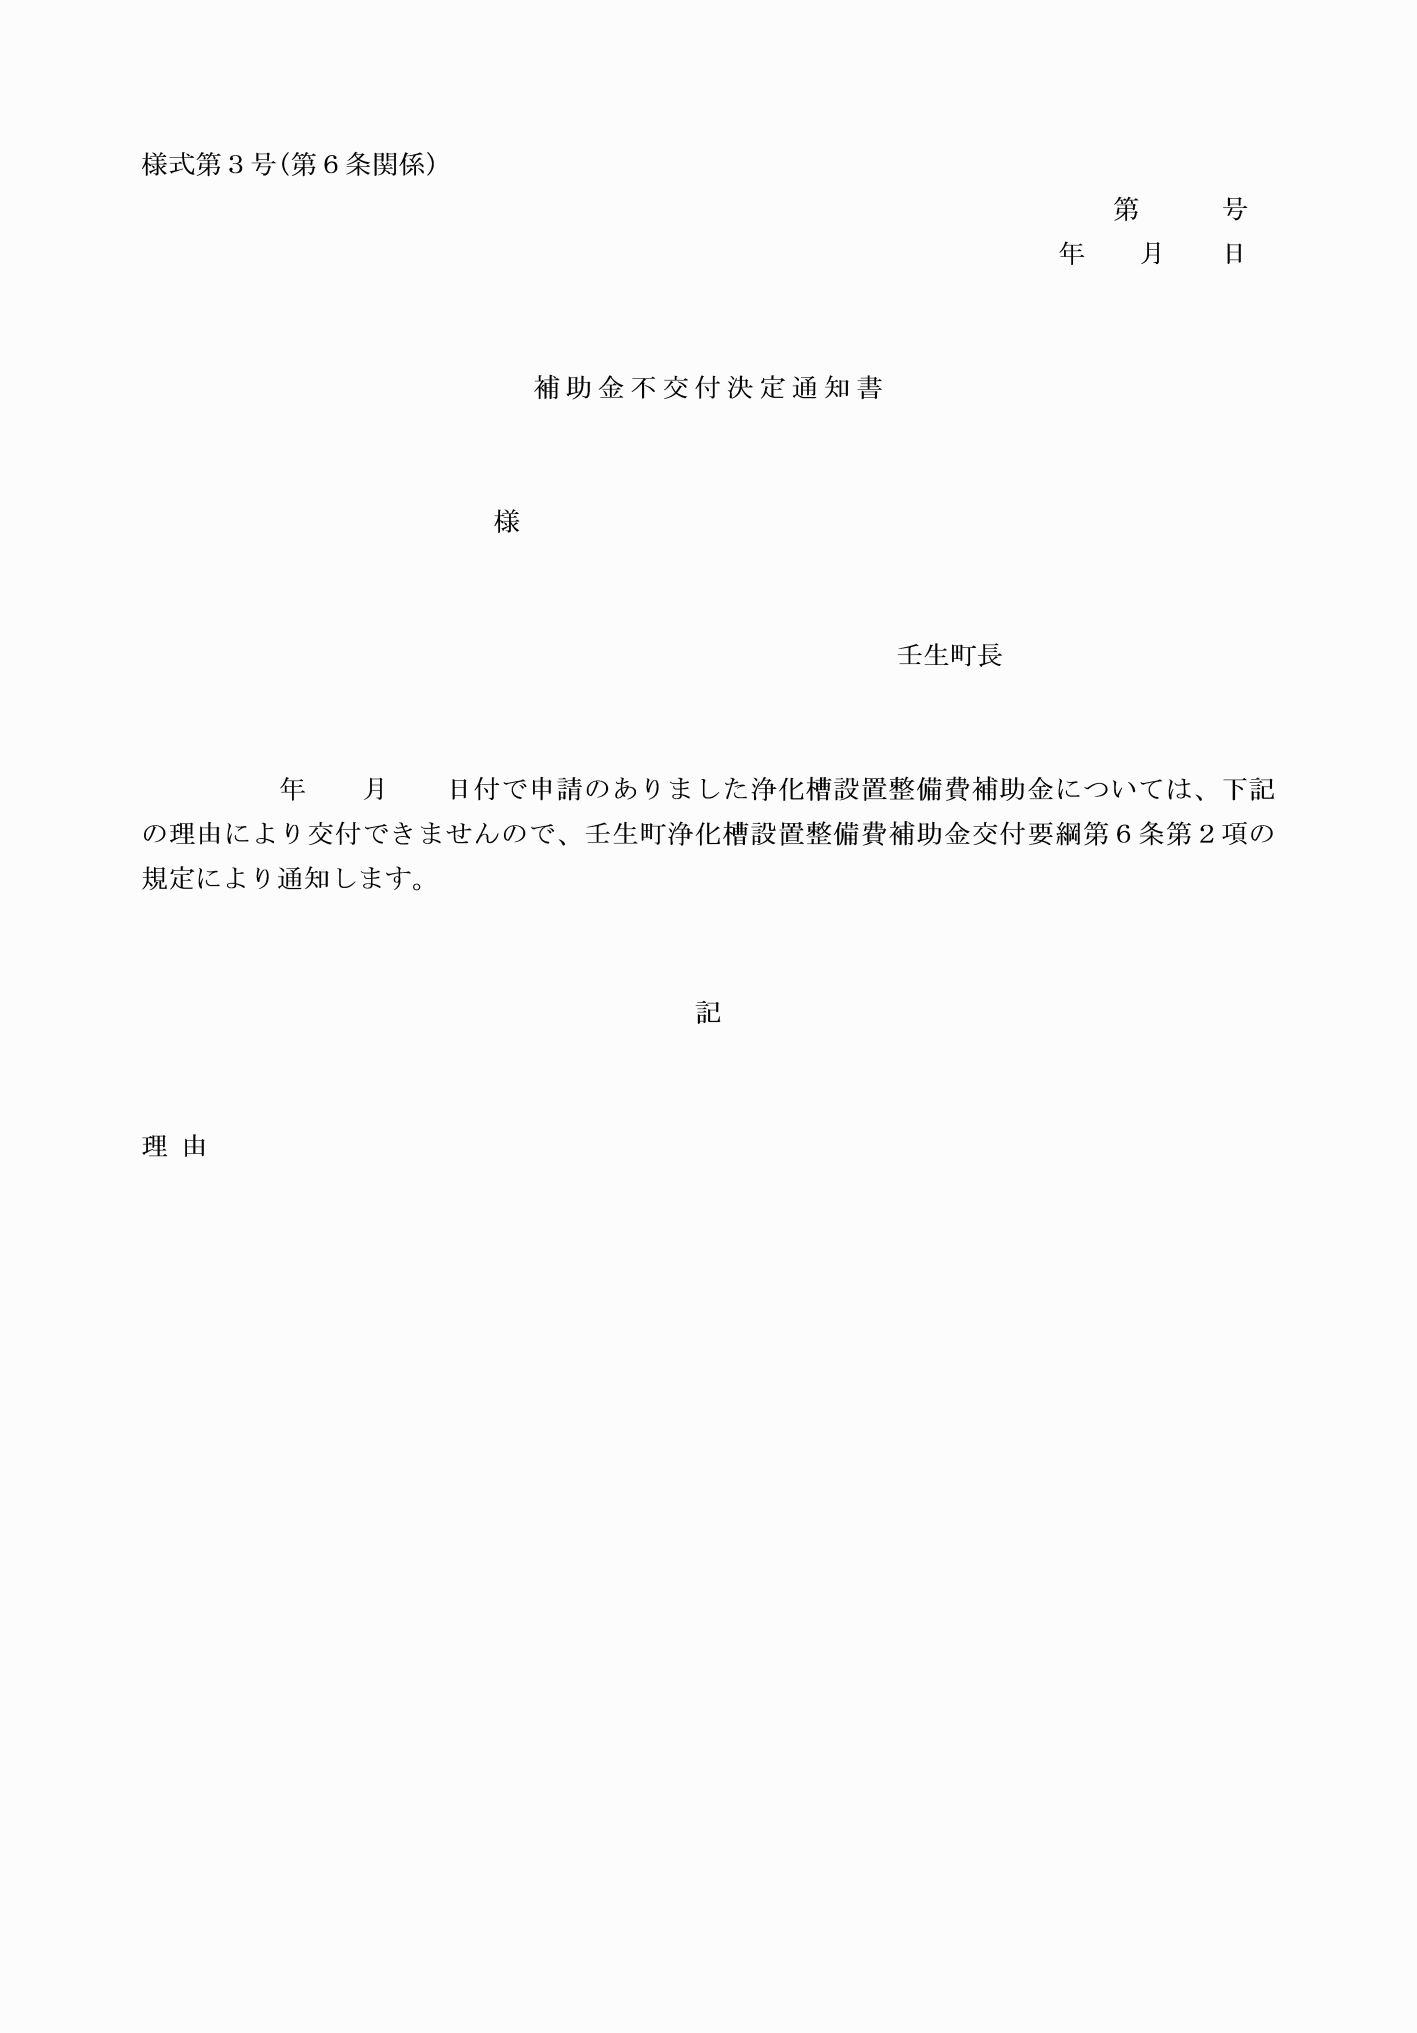 様式第３号（第６条関係）
第　　　号
年　　月　　日
補助金不交付決定通知書
様
壬生町長
年　　月　　日付で申請のありました浄化槽設置整備費補助金については、下記
の理由により交付できませんので、壬生町浄化槽設置整備費補助金交付要綱第６条第２項の
規定により通知します。
記
理 由